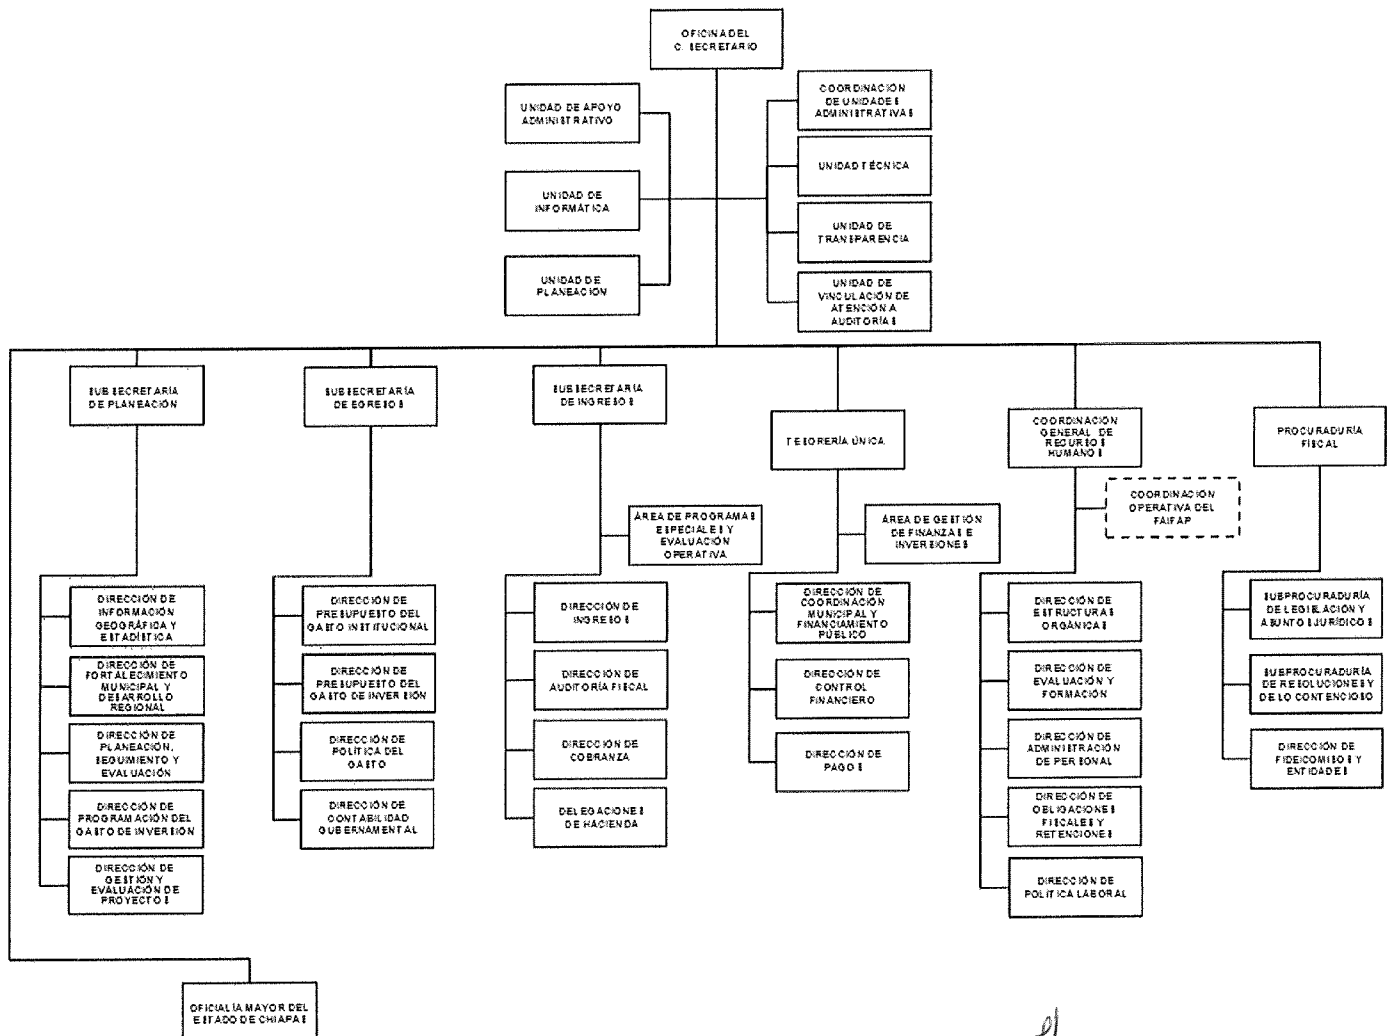 OFICINA DEL
C. SECRETARIO
UNIDAD DE APOYO
ADMINISTRATIVO
UNIDAD DE
INFORMÁTICA
UNIDAD DE
PLANEACIÓN
COORDINACIÓN
DE UNIDADES
ADMINISTRATIVAS
UNIDAD TÉCNICA
UNIDAD DE
TRANSPARENCIA
UNIDAD DE
VINCULACIÓN DE
ATENCIÓN A
AUDITORÍAS
SUBSECRETARÍA
DE PLANEACIÓN
SUBSECRETARÍA
DE EGRESOS
SUBSECRETARÍA
DE INGRESOS
TESORERÍA ÚNICA
COORDINACIÓN
GENERAL DE
RECURSOS
HUMANOS
PROCURADURÍA
FISCAL
ÁREA DE PROGRAMAS
ESPECIALES Y
EVALUACIÓN
OPERATIVA
ÁREA DE GESTIÓN
DE FINANZAS E
INVERSIONES
COORDINACIÓN
OPERATIVA DEL
FAIFAP
DIRECCIÓN DE
INFORMACIÓN
GEOGRÁFICA Y
ESTADÍSTICA
DIRECCIÓN DE
FORTALECIMIENTO
MUNICIPAL Y
DESARROLLO
REGIONAL
DIRECCIÓN DE
PLANEACIÓN,
SEGUIMIENTO Y
EVALUACIÓN
DIRECCIÓN DE
PROGRAMACIÓN DEL
GASTO DE INVERSIÓN
DIRECCIÓN DE
GESTIÓN Y
EVALUACIÓN DE
PROYECTOS
DIRECCIÓN DE
PRESUPUESTO DEL
GASTO INSTITUCIONAL
DIRECCIÓN DE
PRESUPUESTO DEL
GASTO DE INVERSIÓN
DIRECCIÓN DE
POLÍTICA DEL
GASTO
DIRECCIÓN DE
CONTABILIDAD
GUBERNAMENTAL
DIRECCIÓN DE
INGRESOS
DIRECCIÓN DE
AUDITORÍA FISCAL
DIRECCIÓN DE
COBRANZA
DELEGACIONES
DE HACIENDA
DIRECCIÓN DE
COORDINACIÓN
MUNICIPAL Y
FINANCIAMIENTO
PÚBLICO
DIRECCIÓN DE
CONTROL
FINANCIERO
DIRECCIÓN DE
PAGOS
DIRECCIÓN DE
ESTRUCTURAS
ORGÁNICAS
DIRECCIÓN DE
EVALUACIÓN Y
FORMACIÓN
DIRECCIÓN DE
ADMINISTRACIÓN
DE PERSONAL
DIRECCIÓN DE
OBLIGACIONES
FISCALES Y
RETENCIONES
DIRECCIÓN DE
POLÍTICA LABORAL
SUBPROCURADURÍA
DE LEGISLACIÓN Y
ASUNTOS JURÍDICOS
SUBPROCURADURÍA
DE RESOLUCIONES Y
DE LO CONTENCIOSO
DIRECCIÓN DE
FIDEICOMISOS Y
ENTIDADES
OFICIALÍA MAYOR DEL
ESTADO DE CHIAPAS